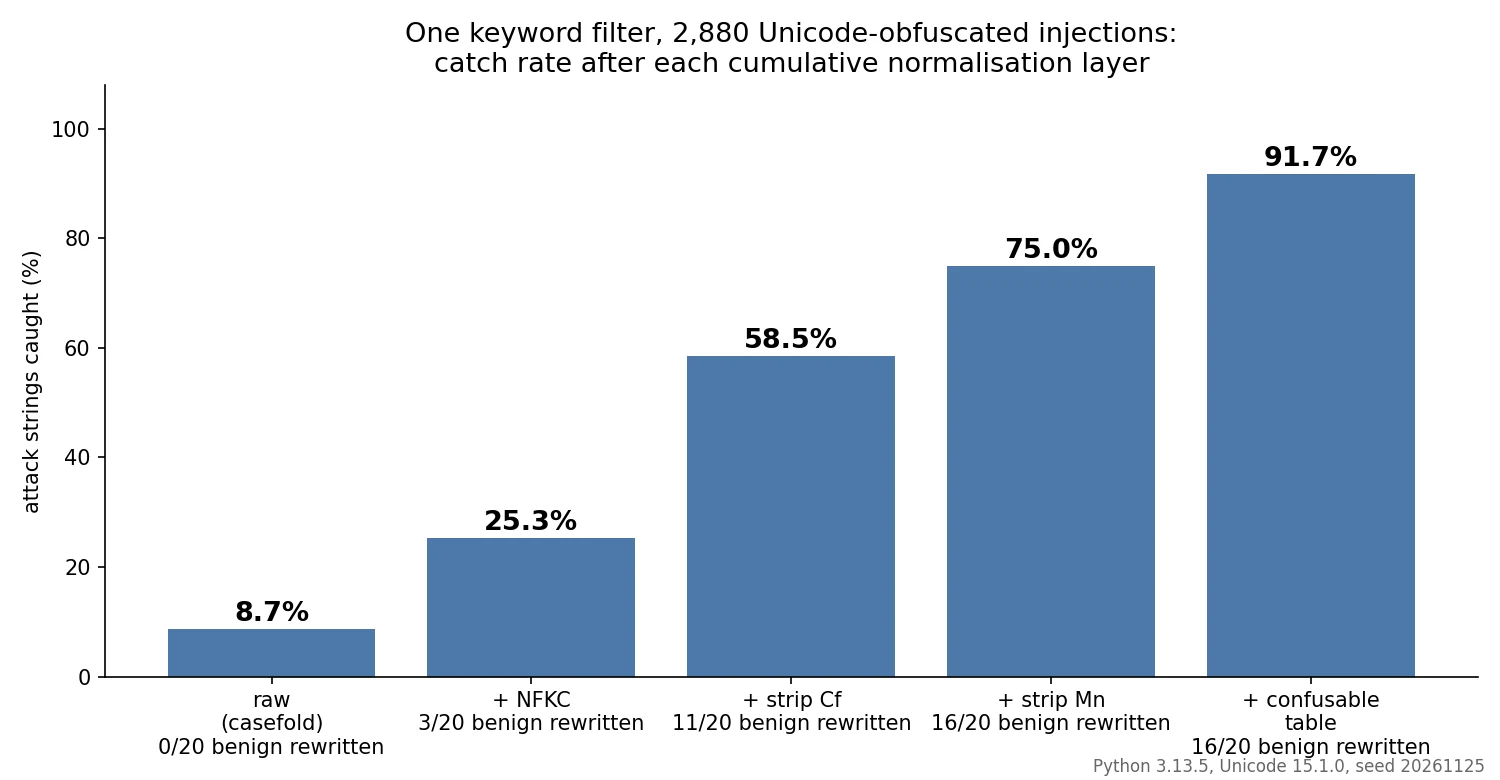 One keyword filter, 2,880 Unicode-obfuscated injections:
catch rate after each cumulative normalisation layer
attack strings caught (%)
100
80
60
40
20
0
8.7%
25.3%
58.5%
75.0%
91.7%
raw
(casefold)
0/20 benign rewritten
+ NFKC
3/20 benign rewritten
+ strip Cf
11/20 benign rewritten
+ strip Mn
16/20 benign rewritten
+ confusable
table
16/20 benign rewritten
Python 3.13.5, Unicode 15.1.0, seed 20261125